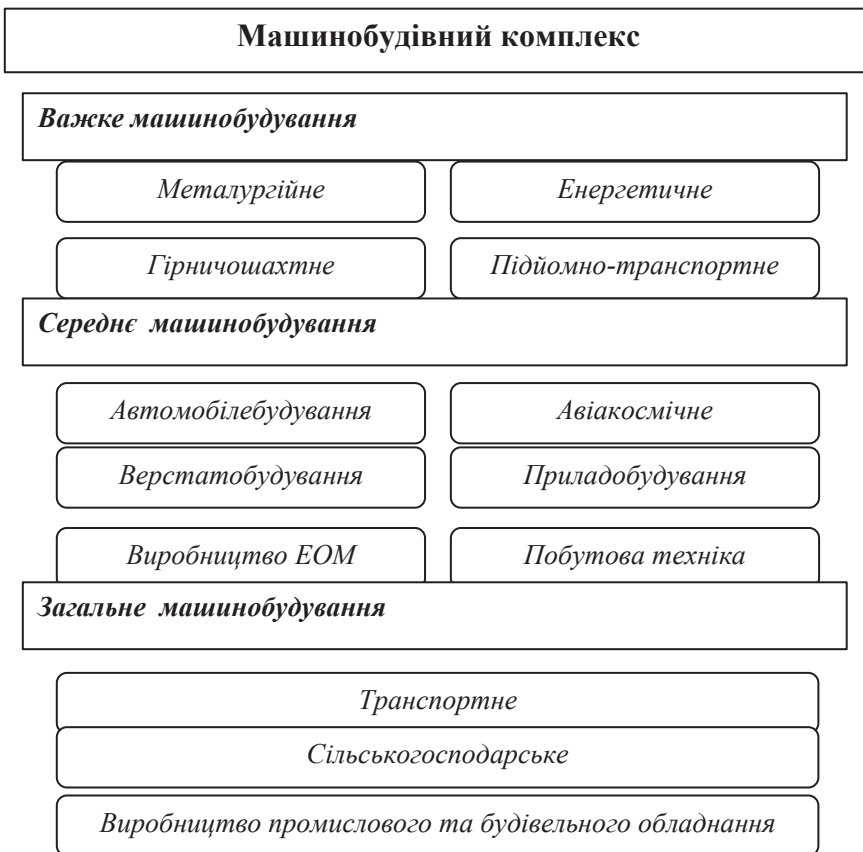 Машинобудівний комплекс
Важке машинобудування
Металургійне
Енергетичне
Гірничошахтне
Підйомно-транспортне
Середнє машинобудування
Автомобілебудування
Авіакосмічне
Верстатобудування
Приладобудування
Виробництво ЕОМ
Побутова техніка
Загальне машинобудування
Транспортне
Сільськогосподарське
Виробництво промислового та будівельного обладнання